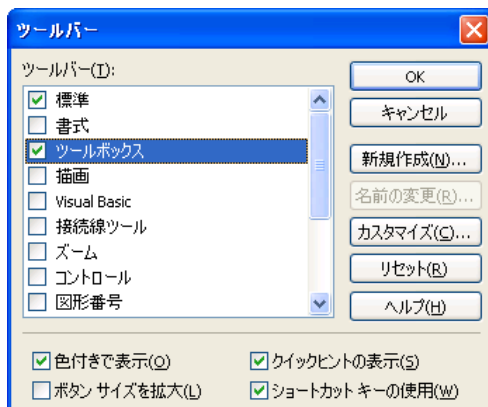 ツールバー
ツールバー(T):
標準
書式
ツールボックス
描画
Visual Basic
接続線ツール
ズーム
コントロール
図形番号
OK
キャンセル
新規作成(N)...
名前の変更(R)...
カスタマイズ(C)...
リセット(R)
ヘルプ(H)
色付きで表示(O)
クイックヒントの表示(S)
ボタン サイズを拡大(L)
ショートカット キーの使用(W)